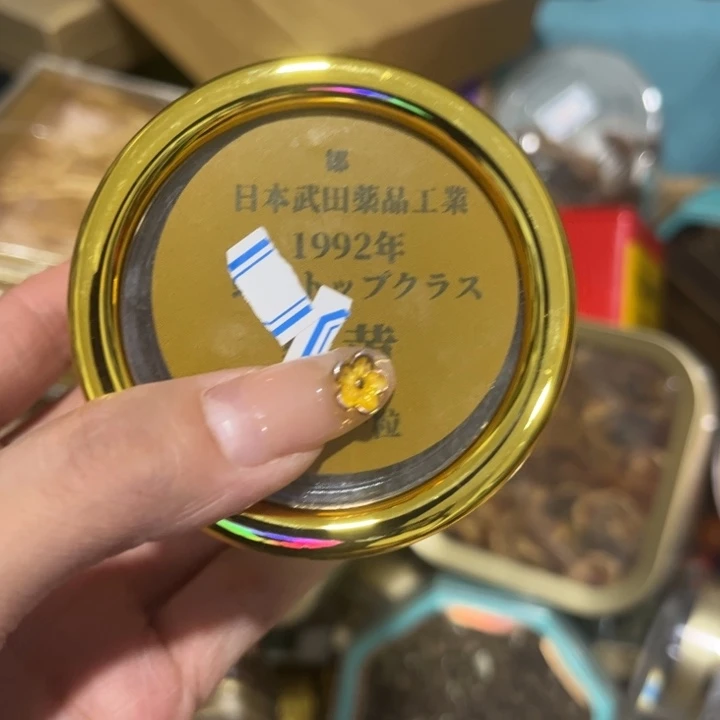 日本武田薬品工業
1992年
トップクラス
黄
粒